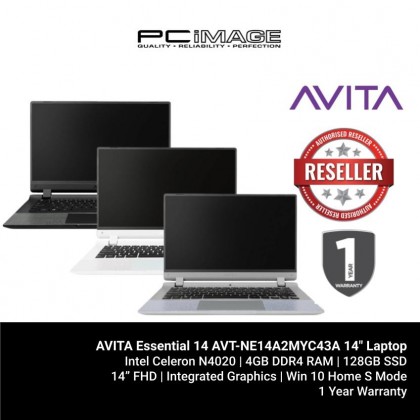 PC iMAGE
QUALITY • RELIABILITY • PERFECTION
AVITA
AUTHORISED RESELLER
RESELLER
AUTHORISED RESELLER
1
YEAR
WARRANTY
AVITA Essential 14 AVT-NE14A2MYC43A 14" Laptop
Intel Celeron N4020 | 4GB DDR4 RAM | 128GB SSD
14” FHD | Integrated Graphics | Win 10 Home S Mode
1 Year Warranty